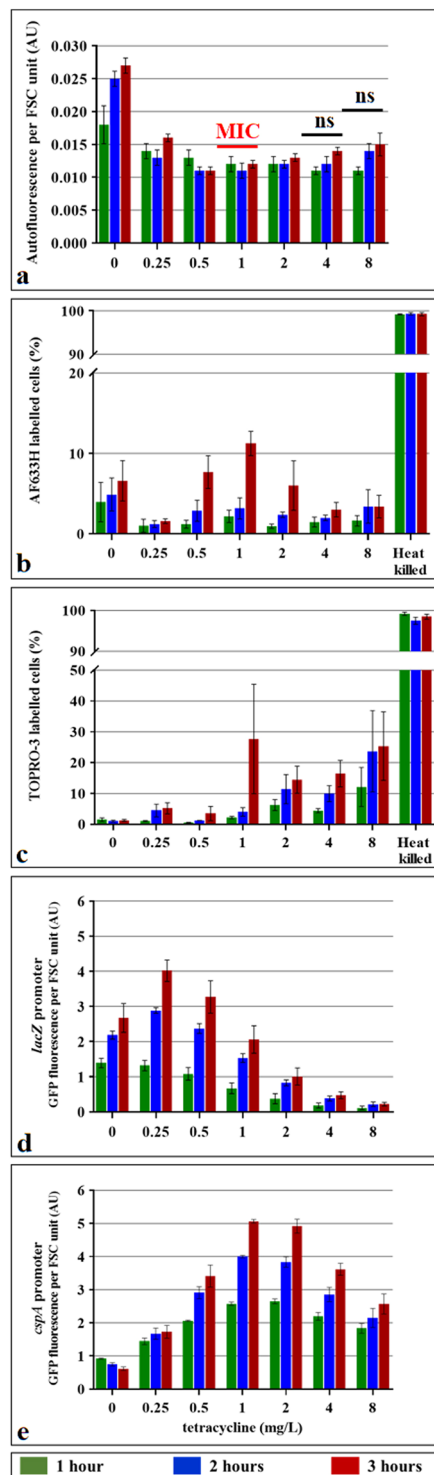 Autofluorescence per FSC unit (AU)
0.030
0.025
0.020
0.015
0.010
0.005
0.000
MIC
ns
ns
0 0.25 0.5 1 2 4 8
a
AF633H labelled cells (%)
100
90
20
10
0
0 0.25 0.5 1 2 4 8 Heat
killed
b
TOPRO-3 labelled cells (%)
100
90
50
40
30
20
10
0
0 0.25 0.5 1 2 4 8 Heat
killed
c
lacZ promoter
GFP fluorescence per FSC unit (AU)
6
5
4
3
2
1
0
0 0.25 0.5 1 2 4 8
d
cspA promoter
GFP fluorescence per FSC unit (AU)
6
5
4
3
2
1
0
0 0.25 0.5 1 2 4 8
tetracycline (mg/L)
e
1 hour 2 hours 3 hours